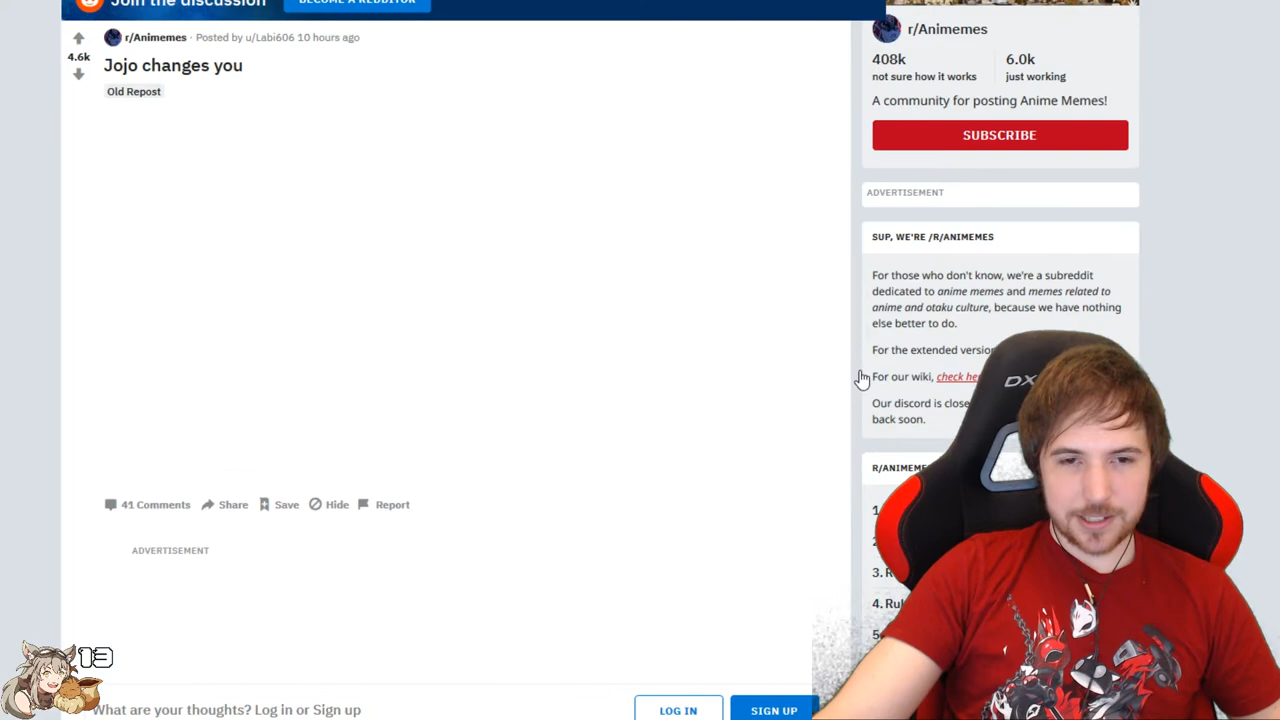 Join the discussion
BECOME A REDDITOR
4.6k
r/Animemes · Posted by u/Labi606 10 hours ago
Jojo changes you
Old Repost
41 Comments Share Save Hide Report
ADVERTISEMENT
What are your thoughts? Log in or Sign up
LOG IN
SIGN UP
r/Animemes
408k
6.0k
not sure how it works
just working
A community for posting Anime Memes!
SUBSCRIBE
ADVERTISEMENT
SUP, WE'RE /R/ANIMEMES
For those who don't know, we're a subreddit
dedicated to anime memes and memes related to
anime and otaku culture, because we have nothing
else better to do.
For the extended
For our wiki, check
Our discord is
back soon.
3.
4.
DX
13